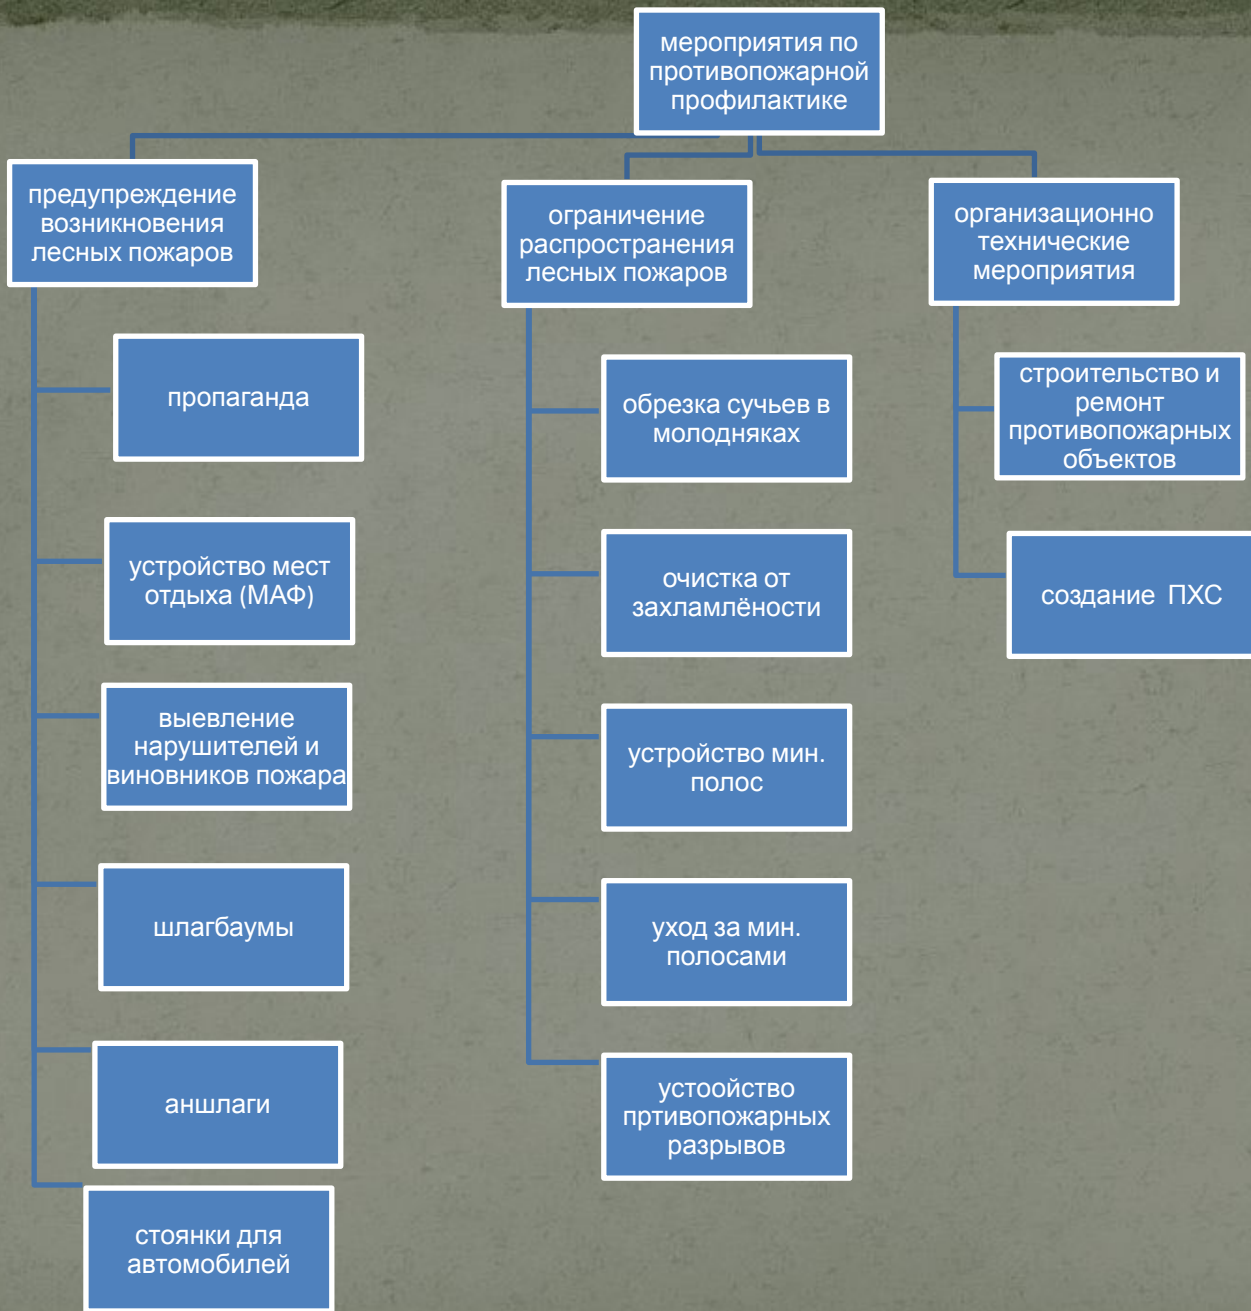 мероприятия по
противопожарной
профилактике
предупреждение
возникновения
лесных пожаров
пропаганда
устройство мест
отдыха (МАФ)
выевление
нарушителей и
виновников пожара
шлагбаумы
аншлаги
стоянки для
автомобилей
ограничение
распространения
лесных пожаров
обрезка сучьев в
молодняках
очистка от
захламлёности
устройство мин.
полос
уход за мин.
полосами
устоойство
пртивопожарных
разрывов
организационно
технические
мероприятия
строительство и
ремонт
противопожарных
объектов
создание  ПХС